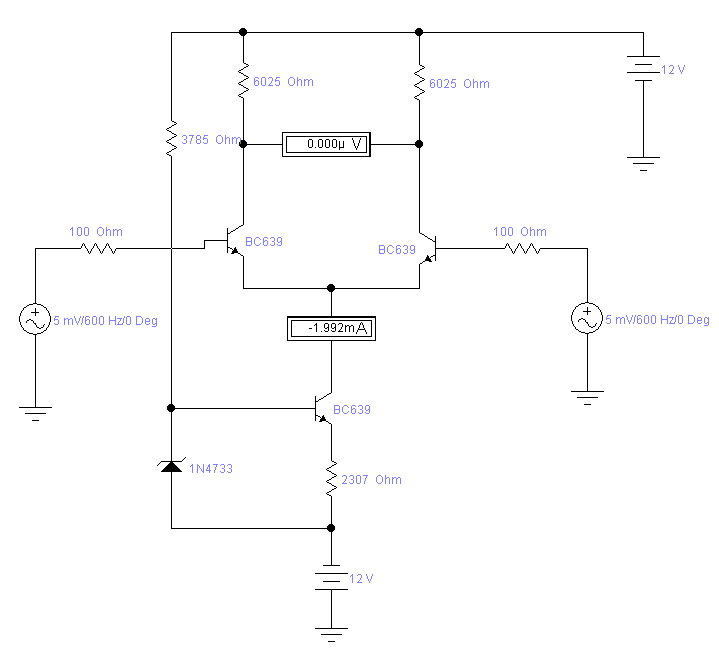 6025 Ohm
6025 Ohm
12 V
3785 Ohm
0.000µ V
100 Ohm
BC639
BC639
100 Ohm
5 mV/600 Hz/0 Deg
-1.992mA
5 mV/600 Hz/0 Deg
BC639
1N4733
2307 Ohm
12 V